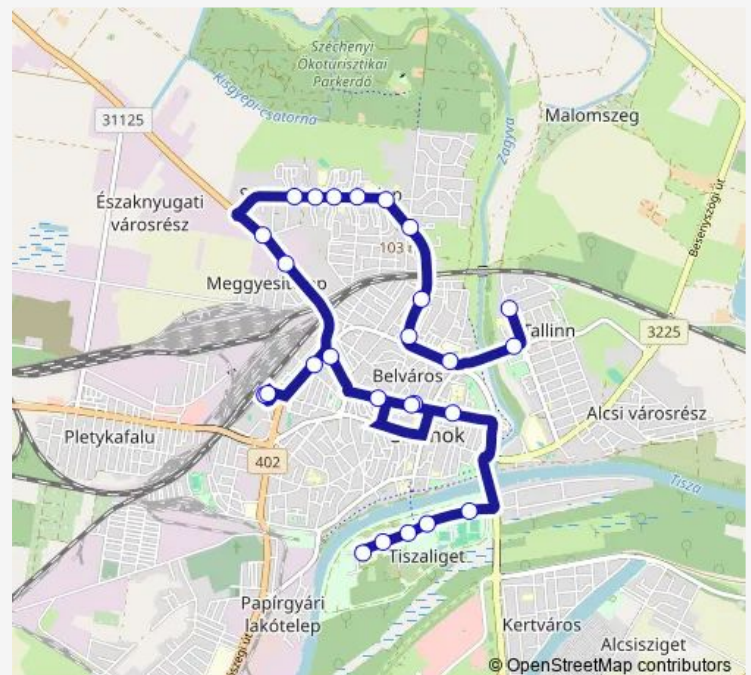 Széchenyi
Ökoturisztikai
Parkerdő
Kisgyepi-csatorna
31125
Malomszeg
Zagyva
Besenyszögi út
Északnyugati
városrész
103
Meggyesi
Tallinn
3225
Belváros
Alcsi városrész
Pletykafalu
402
Tisza
Tiszaliget
Papírgyári
lakótelep
Kertváros
Alcsisziget
© OpenStreetMap contributors